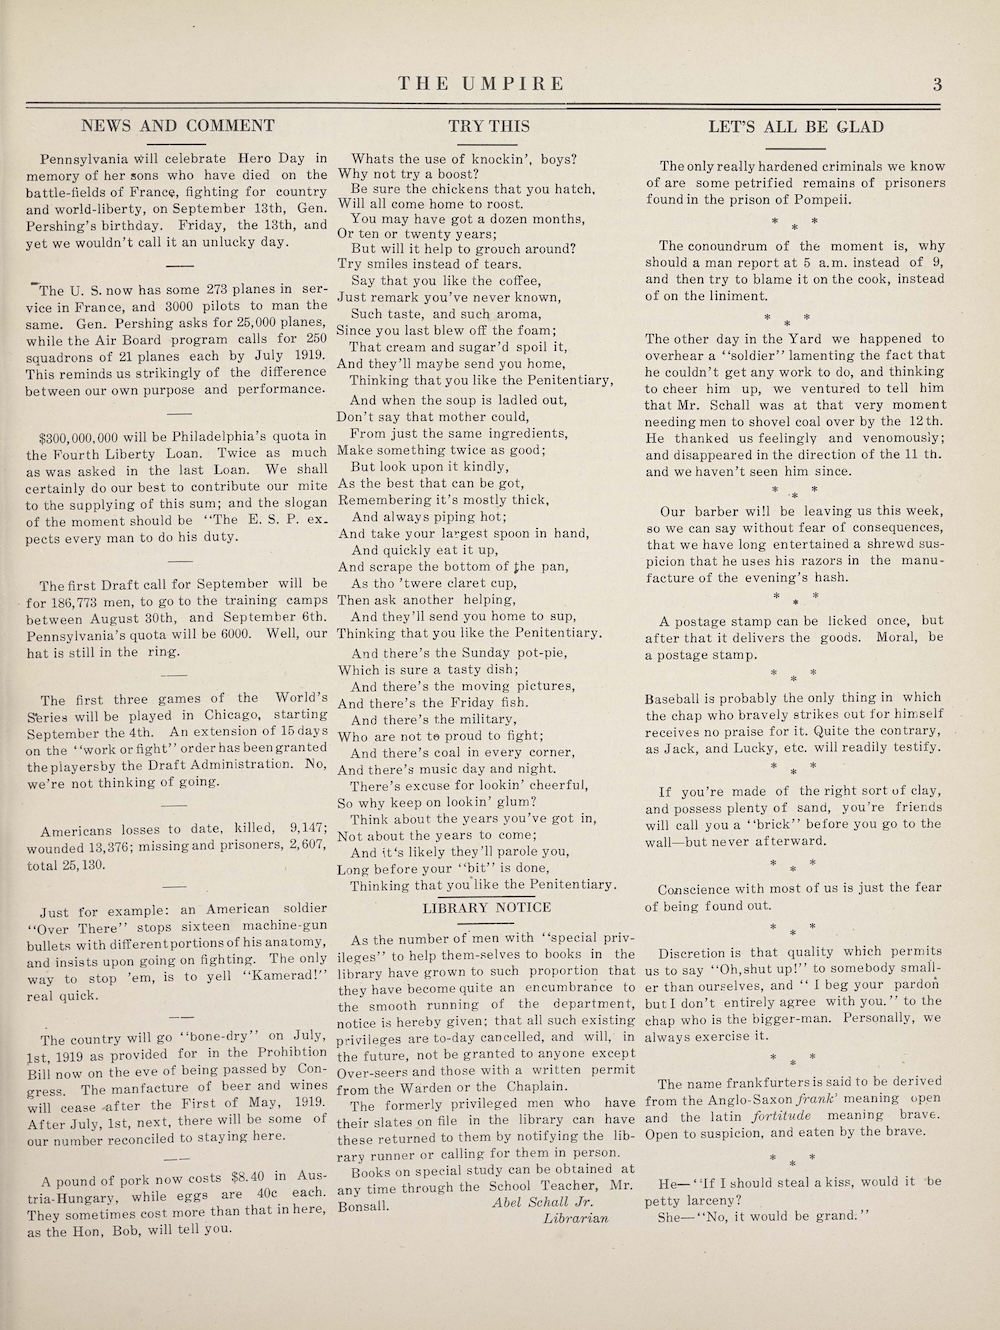 THE UMPIRE
3
NEWS AND COMMENT
Pennsylvania will celebrate Hero Day in
memory of her sons who have died on the
battle-fields of France, fighting for country
and world-liberty, on September 13th, Gen.
Pershing's birthday. Friday, the 13th, and
yet we wouldn't call it an unlucky day.
The U. S. now has some 273 planes in ser-
vice in France, and 3000 pilots to man the
same. Gen. Pershing asks for 25,000 planes,
while the Air Board program calls for 250
squadrons of 21 planes each by July 1919.
This reminds us strikingly of the difference
between our own purpose and performance.
$300,000,000 will be Philadelphia's quota in
the Fourth Liberty Loan. Twice as much
as was asked in the last Loan. We shall
certainly do our best to contribute our mite
to the supplying of this sum; and the slogan
of the moment should be "The E. S. P. ex-
pects every man to do his duty.
The first Draft call for September will be
for 186,773 men, to go to the training camps
between August 30th, and September 6th.
Pennsylvania's quota will be 6000. Well, our
hat is still in the ring.
The first three games of the World's
Series will be played in Chicago, starting
September the 4th. An extension of 15 days
on the "work or fight" order has been granted
the players by the Draft Administration. No,
we're not thinking of going.
Americans losses to date, killed, 9,147;
wounded 13,376; missing and prisoners, 2,607,
total 25,130.
Just for example: an American soldier
"Over There" stops sixteen machine-gun
bullets with different portions of his anatomy,
and insists upon going on fighting. The only
way to stop 'em, is to yell "Kamerad!"
real quick.
The country will go "bone-dry" on July,
1st, 1919 as provided for in the Prohibtion
Bill now on the eve of being passed by Con-
gress. The manfacture of beer and wines
will cease after the First of May, 1919.
After July, 1st, next, there will be some of
our number reconciled to staying here.
A pound of pork now costs $8.40 in Aus-
tria-Hungary, while eggs are 40c each.
They sometimes cost more than that in here,
as the Hon, Bob, will tell you.
TRY THIS
Whats the use of knockin', boys?
Why not try a boost?
Be sure the chickens that you hatch,
Will all come home to roost.
You may have got a dozen months,
Or ten or twenty years;
But will it help to grouch around?
Try smiles instead of tears.
Say that you like the coffee,
Just remark you've never known,
Such taste, and such aroma,
Since you last blew off the foam;
That cream and sugar'd spoil it,
And they'll maybe send you home,
Thinking that you like the Penitentiary,
And when the soup is ladled out,
Don't say that mother could,
From just the same ingredients,
Make something twice as good;
But look upon it kindly,
As the best that can be got,
Remembering it's mostly thick,
And always piping hot;
And take your largest spoon in hand,
And quickly eat it up,
And scrape the bottom of the pan,
As tho 'twere claret cup,
Then ask another helping,
And they'll send you home to sup,
Thinking that you like the Penitentiary.
And there's the Sunday pot-pie,
Which is sure a tasty dish;
And there's the moving pictures,
And there's the Friday fish.
And there's the military,
Who are not to proud to fight;
And there's coal in every corner,
And there's music day and night.
There's excuse for lookin' cheerful,
So why keep on lookin' glum?
Think about the years you've got in,
Not about the years to come;
And it's likely they'll parole you,
Long before your "bit" is done,
Thinking that you like the Penitentiary.
LIBRARY NOTICE
As the number of men with "special priv-
ileges" to help them-selves to books in the
library have grown to such proportion that
they have become quite an encumbrance to
the smooth running of the department,
notice is hereby given; that all such existing
privileges are to-day cancelled, and will, in
the future, not be granted to anyone except
Over-seers and those with a written permit
from the Warden or the Chaplain.
The formerly privileged men who have
their slates on file in the library can have
these returned to them by notifying the lib-
rary runner or calling for them in person.
Books on special study can be obtained at
any time through the School Teacher, Mr.
Bonsall.
Abel Schall Jr.
Librarian
LET'S ALL BE GLAD
The only really hardened criminals we know
of are some petrified remains of prisoners
found in the prison of Pompeii.
* * *
The conoundrum of the moment is, why
should a man report at 5 a.m. instead of 9,
and then try to blame it on the cook, instead
of on the liniment.
* * *
The other day in the Yard we happened to
overhear a "soldier" lamenting the fact that
he couldn't get any work to do, and thinking
to cheer him up, we ventured to tell him
that Mr. Schall was at that very moment
needing men to shovel coal over by the 12th.
He thanked us feelingly and venomously;
and disappeared in the direction of the 11 th.
and we haven't seen him since.
* * *
Our barber will be leaving us this week,
so we can say without fear of consequences,
that we have long entertained a shrewd sus-
picion that he uses his razors in the manu-
facture of the evening's hash.
* * *
A postage stamp can be licked once, but
after that it delivers the goods. Moral, be
a postage stamp.
* * *
Baseball is probably the only thing in which
the chap who bravely strikes out for himself
receives no praise for it. Quite the contrary,
as Jack, and Lucky, etc. will readily testify.
* * *
If you're made of the right sort of clay,
and possess plenty of sand, you're friends
will call you a "brick" before you go to the
wall—but never afterward.
* * *
Conscience with most of us is just the fear
of being found out.
* * *
Discretion is that quality which permits
us to say "Oh, shut up!" to somebody small-
er than ourselves, and " I beg your pardon
but I don't entirely agree with you." to the
chap who is the bigger-man. Personally, we
always exercise it.
* * *
The name frankfurters is said to be derived
from the Anglo-Saxon frank' meaning open
and the latin fortitude meaning brave.
Open to suspicion, and eaten by the brave.
* * *
He—"If I should steal a kiss, would it be
petty larceny?
She—"No, it would be grand."